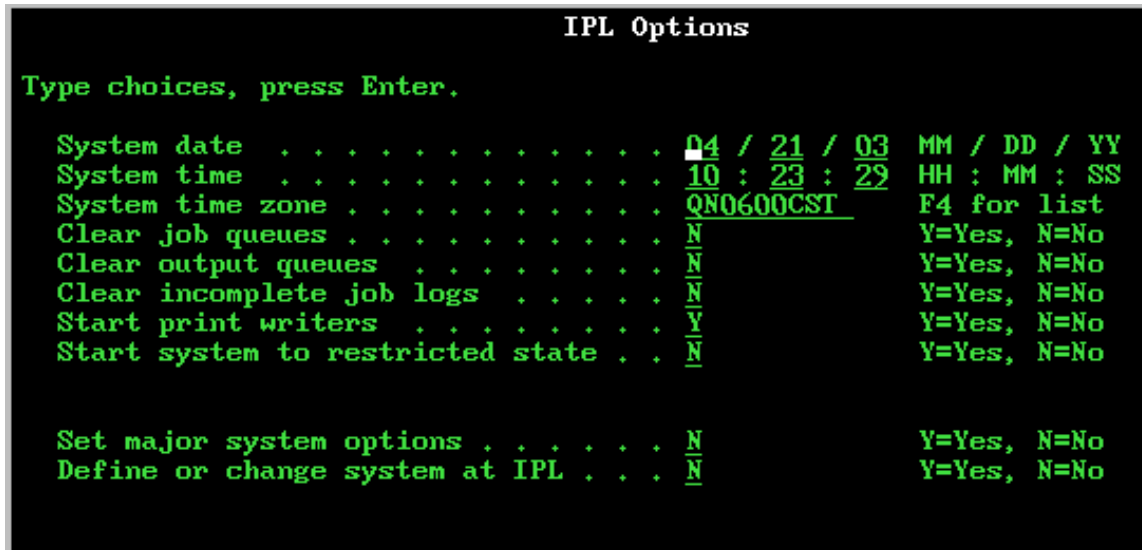 IPL Options
Type choices, press Enter.
System date . . . . . . . . . . . . . 04 / 21 / 03 MM / DD / YY
System time . . . . . . . . . . . . . 10 : 23 : 29 HH : MM : SS
System time zone . . . . . . . . . . . QN0600CST F4 for list
Clear job queues . . . . . . . . . . . N Y=Yes, N=No
Clear output queues . . . . . . . . . N Y=Yes, N=No
Clear incomplete job logs . . . . . N Y=Yes, N=No
Start print writers . . . . . . . . . Y Y=Yes, N=No
Start system to restricted state . . N Y=Yes, N=No
Set major system options . . . . . . N Y=Yes, N=No
Define or change system at IPL . . . N Y=Yes, N=No